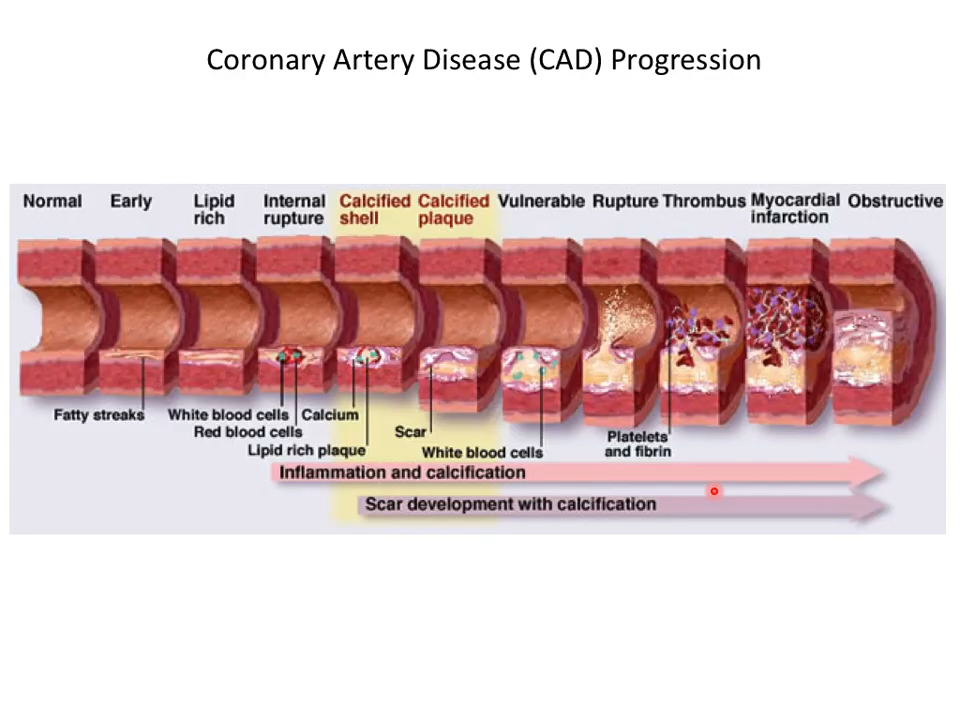 Coronary Artery Disease (CAD) Progression
Normal
Early
Lipid
rich
Internal
rupture
Calcified
shell
Calcified
plaque
Vulnerable
Rupture
Thrombus
Myocardial
infarction
Obstructive
Fatty streaks
White blood cells
Red blood cells
Calcium
Lipid rich plaque
Scar
White blood cells
Platelets
and fibrin
Inflammation and calcification
Scar development with calcification